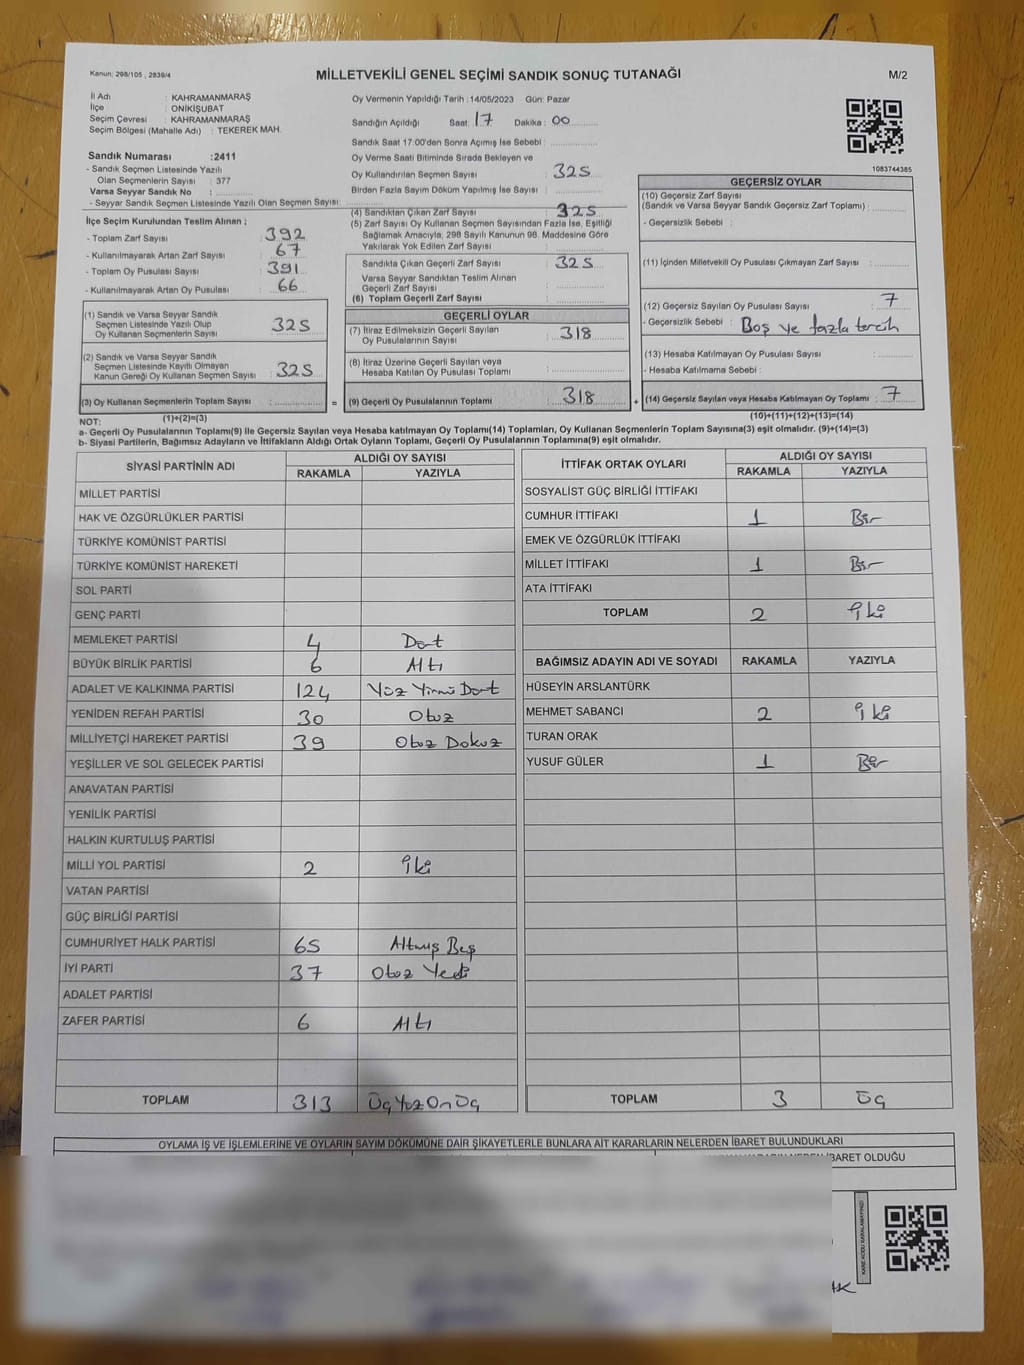 Kanun: 298/105 , 2839/4
MİLLETVEKİLİ GENEL SEÇİMİ SANDIK SONUÇ TUTANAĞI
M/2
İl Adı : KAHRAMANMARAŞ
İlçe : ONİKİŞUBAT
Seçim Çevresi : KAHRAMANMARAŞ
Seçim Bölgesi (Mahalle Adı) : TEKEREK MAH.
Sandık Numarası :2411
- Sandık Seçmen Listesinde Yazılı
Olan Seçmenlerin Sayısı : 377
Varsa Seyyar Sandık No :
- Seyyar Sandık Seçmen Listesinde Yazılı Olan Seçmen Sayısı :
İlçe Seçim Kurulundan Teslim Alınan ;
- Toplam Zarf Sayısı : 392
- Kullanılmayarak Artan Zarf Sayısı : 67
- Toplam Oy Pusulası Sayısı : 391
- Kullanılmayarak Artan Oy Pusulası : 66
(1) Sandık ve Varsa Seyyar Sandık
Seçmen Listesinde Yazılı Olup
Oy Kullanan Seçmenlerin Sayısı : 325
(2) Sandık ve Varsa Seyyar Sandık
Seçmen Listesinde Kayıtlı Olmayan
Kanun Gereği Oy Kullanan Seçmen Sayısı : 325
(3) Oy Kullanan Seçmenlerin Toplam Sayısı :
(1)+(2)=(3)
Oy Vermenin Yapıldığı Tarih : 14/05/2023 Gün: Pazar
Sandığın Açıldığı Saat: 17 Dakika : 00
Sandık Saat 17:00'den Sonra Açımış İse Sebebi :
Oy Verme Saati Bitiminde Sırada Bekleyen ve
Oy Kullandırılan Seçmen Sayısı : 325
Birden Fazla Sayım Döküm Yapılmış İse Sayısı :
(4) Sandıktan Çıkan Zarf Sayısı : 325
(5) Zarf Sayısı Oy Kullanan Seçmen Sayısından Fazla İse, Eşitliği
Sağlamak Amacıyla, 298 Sayılı Kanunun 98. Maddesine Göre
Yakılarak Yok Edilen Zarf Sayısı :
Sandıkta Çıkan Geçerli Zarf Sayısı : 325
Varsa Seyyar Sandıktan Teslim Alınan
Geçerli Zarf Sayısı :
(6) Toplam Geçerli Zarf Sayısı :
GEÇERLİ OYLAR
(7) İtiraz Edilmeksizin Geçerli Sayılan
Oy Pusulalarının Sayısı : 318
(8) İtiraz Üzerine Geçerli Sayılan veya
Hesaba Katılan Oy Pusulası Toplamı :
= (9) Geçerli Oy Pusulalarının Toplamı : 318
1083744385
GEÇERSİZ OYLAR
(10) Geçersiz Zarf Sayısı
(Sandık ve Varsa Seyyar Sandık Geçersiz Zarf Toplamı) :
- Geçersizlik Sebebi :
(11) İçinden Milletvekili Oy Pusulası Çıkmayan Zarf Sayısı :
(12) Geçersiz Sayılan Oy Pusulası Sayısı : 7
- Geçersizlik Sebebi : Boş ve fazla tercih
(13) Hesaba Katılmayan Oy Pusulası Sayısı :
- Hesaba Katılmama Sebebi :
+ (14) Geçersiz Sayılan veya Hesaba Katılmayan Oy Toplamı : 7
(10)+(11)+(12)+(13)=(14)
NOT:
a- Geçerli Oy Pusulalarının Toplamı(9) ile Geçersiz Sayılan veya Hesaba katılmayan Oy Toplamı(14) Toplamları, Oy Kullanan Seçmenlerin Toplam Sayısına(3) eşit olmalıdır. (9)+(14)=(3)
b- Siyasi Partilerin, Bağımsız Adayların ve İttifakların Aldığı Ortak Oyların Toplamı, Geçerli Oy Pusulalarının Toplamına(9) eşit olmalıdır.
SİYASİ PARTİNİN ADI ALDIĞI OY SAYISI
RAKAMLA YAZIYLA
MİLLET PARTİSİ
HAK VE ÖZGÜRLÜKLER PARTİSİ
TÜRKİYE KOMÜNİST PARTİSİ
TÜRKİYE KOMÜNİST HAREKETİ
SOL PARTİ
GENÇ PARTİ
MEMLEKET PARTİSİ 4 Dört
BÜYÜK BİRLİK PARTİSİ 6 Altı
ADALET VE KALKINMA PARTİSİ 124 Yüz Yirmi Dört
YENİDEN REFAH PARTİSİ 30 Otuz
MİLLİYETÇİ HAREKET PARTİSİ 39 Otuz Dokuz
YEŞİLLER VE SOL GELECEK PARTİSİ
ANAVATAN PARTİSİ
YENİLİK PARTİSİ
HALKIN KURTULUŞ PARTİSİ
MİLLİ YOL PARTİSİ 2 İki
VATAN PARTİSİ
GÜÇ BİRLİĞİ PARTİSİ
CUMHURİYET HALK PARTİSİ 65 Altmış Beş
İYİ PARTİ 37 Otuz Yedi
ADALET PARTİSİ
ZAFER PARTİSİ 6 Altı
TOPLAM 313 Üç Yüz On Üç
İTTİFAK ORTAK OYLARI ALDIĞI OY SAYISI
RAKAMLA YAZIYLA
SOSYALİST GÜÇ BİRLİĞİ İTTİFAKI
CUMHUR İTTİFAKI 1 Bir
EMEK VE ÖZGÜRLÜK İTTİFAKI
MİLLET İTTİFAKI 1 Bir
ATA İTTİFAKI
TOPLAM 2 İki
BAĞIMSIZ ADAYIN ADI VE SOYADI RAKAMLA YAZIYLA
HÜSEYİN ARSLANTÜRK
MEHMET SABANCI 2 İki
TURAN ORAK
YUSUF GÜLER 1 Bir
TOPLAM 3 Üç
OYLAMA İŞ VE İŞLEMLERİNE VE OYLARIN SAYIM DÖKÜMÜNE DAİR ŞİKAYETLERLE BUNLARA AİT KARARLARIN NELERDEN İBARET BULUNDUKLARI
OLDUĞU
KARE KODU KARALAMAYINIZ!